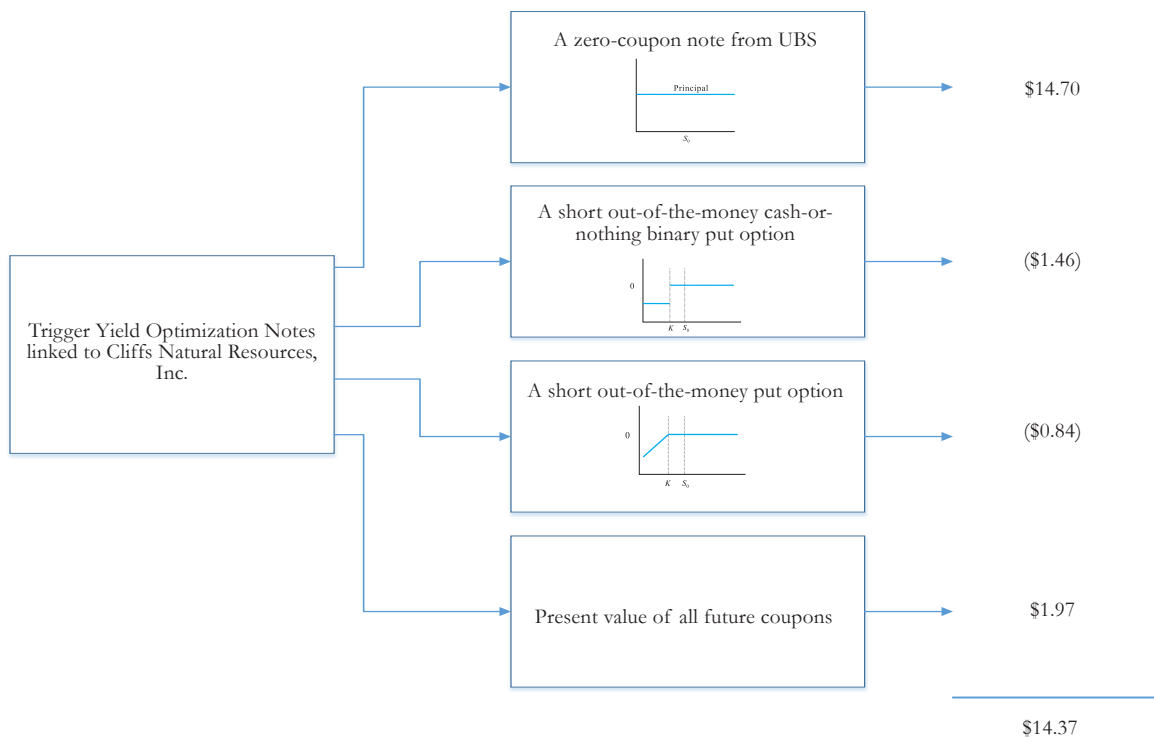 A zero-coupon note from UBS
Principal
S₀
$14.70
A short out-of-the-money cash-or-
nothing binary put option
0
K S₀
($1.46)
Trigger Yield Optimization Notes
linked to Cliffs Natural Resources,
Inc.
A short out-of-the-money put option
0
K S₀
($0.84)
Present value of all future coupons
$1.97
$14.37